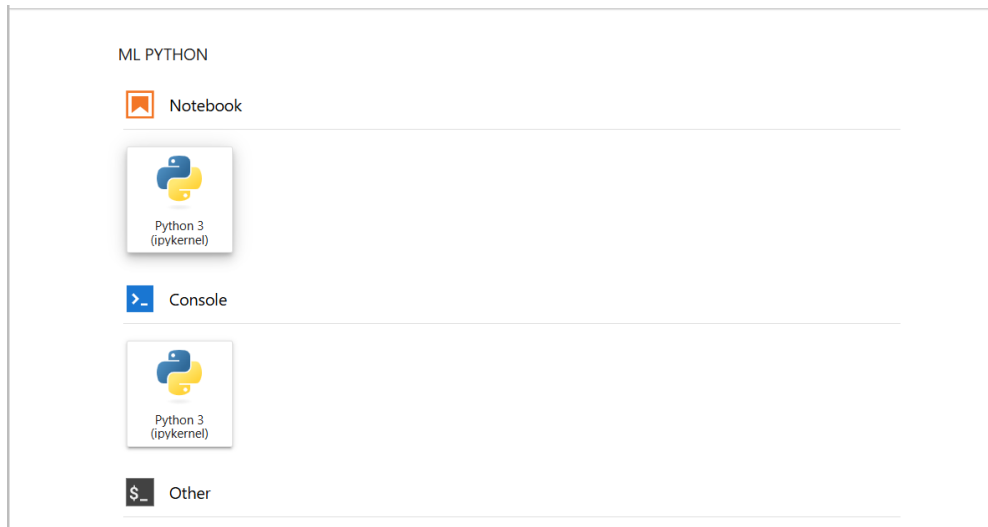 ML PYTHON
Notebook
Python 3
(ipykernel)
>_ Console
Python 3
(ipykernel)
$_ Other